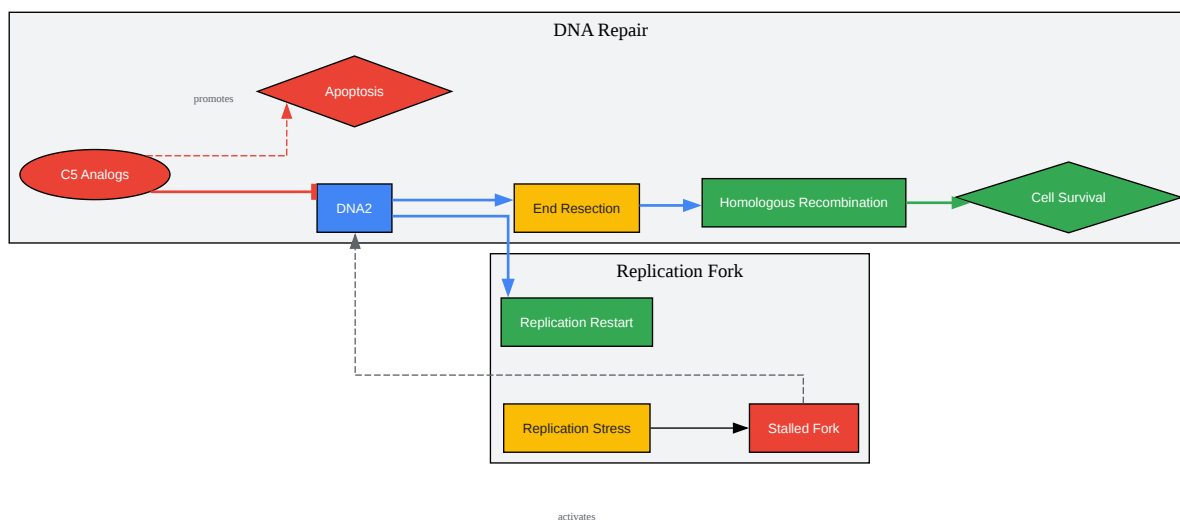 DNA Repair
Apoptosis
promotes
C5 Analogs
DNA2
End Resection
Homologous Recombination
Cell Survival
Replication Fork
Replication Restart
Replication Stress
Stalled Fork
activates